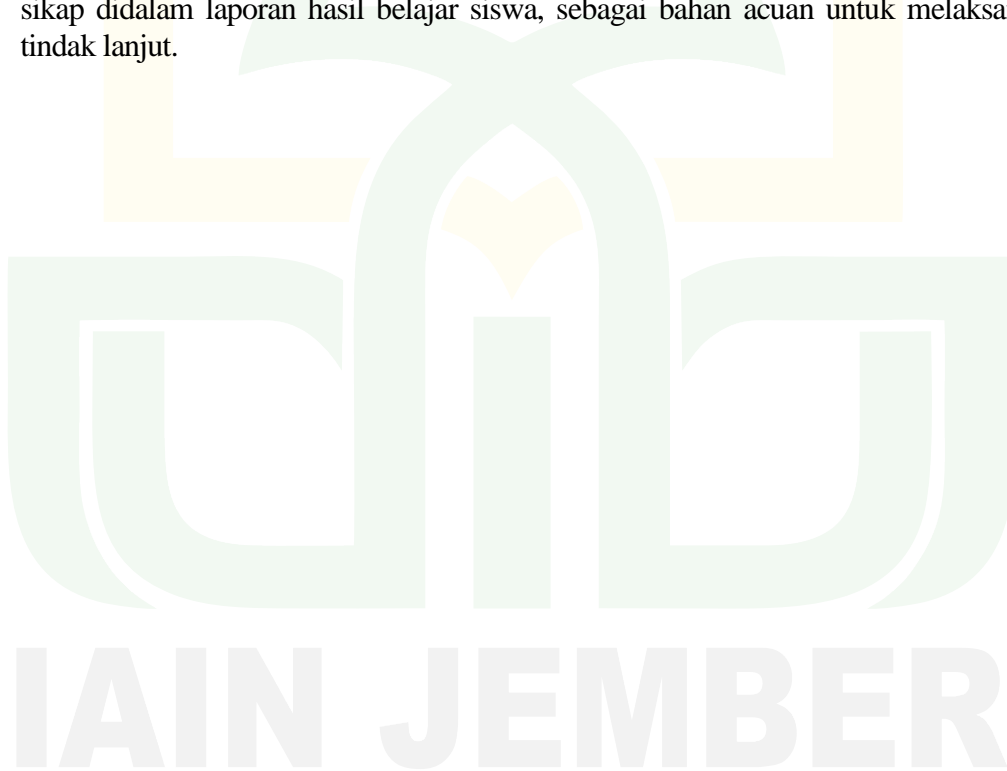 sikap didalam laporan hasil belajar siswa, sebagai bahan acuan untuk melaksa
tindak lanjut.
IAIN JEMBER